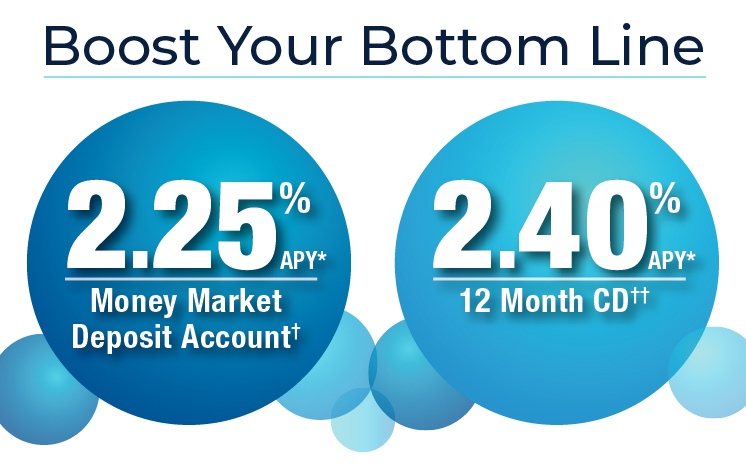 Boost Your Bottom Line
2.25% APY*
Money Market
Deposit Account†
2.40% APY*
12 Month CD††